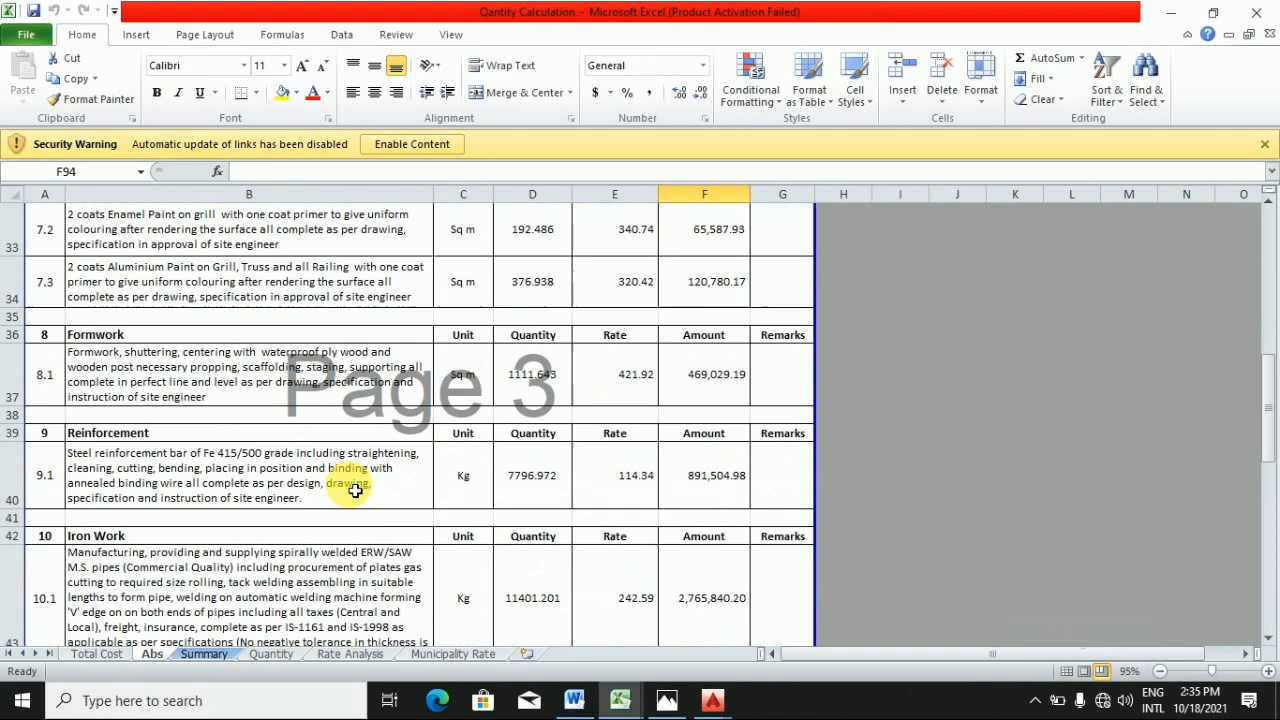 Qantity Calculation - Microsoft Excel (Product Activation Failed)
File Home Insert Page Layout Formulas Data Review View
Paste
Cut
Copy
Format Painter
Clipboard
Calibri 11
B I U
Font
Wrap Text
Merge & Center
Alignment
General
$ % ,
Number
Conditional Formatting
Format as Table
Cell Styles
Styles
Insert Delete Format
Cells
Σ AutoSum
Fill
Clear
Sort & Filter
Find & Select
Editing
Security Warning Automatic update of links has been disabled Enable Content
F94 fx
A B C D E F G H I J K L M N O
33 7.2 2 coats Enamel Paint on grill with one coat primer to give uniform
colouring after rendering the surface all complete as per drawing,
specification in approval of site engineer
Sq m 192.486 340.74 65,587.93
34 7.3 2 coats Aluminium Paint on Grill, Truss and all Railing with one coat
primer to give uniform colouring after rendering the surface all
complete as per drawing, specification in approval of site engineer
Sq m 376.938 320.42 120,780.17
35
36 8 Formwork Unit Quantity Rate Amount Remarks
37 8.1 Formwork, shuttering, centering with waterproof ply wood and
wooden post necessary propping, scaffolding, staging, supporting all
complete in perfect line and level as per drawing, specification and
instruction of site engineer
Sq m 1111.643 421.92 469,029.19
Page 3
38
39 9 Reinforcement Unit Quantity Rate Amount Remarks
40 9.1 Steel reinforcement bar of Fe 415/500 grade including straightening,
cleaning, cutting, bending, placing in position and binding with
annealed binding wire all complete as per design, drawing,
specification and instruction of site engineer.
Kg 7796.972 114.34 891,504.98
41
42 10 Iron Work Unit Quantity Rate Amount Remarks
43 10.1 Manufacturing, providing and supplying spirally welded ERW/SAW
M.S. pipes (Commercial Quality) including procurement of plates gas
cutting to required size rolling, tack welding assembling in suitable
lengths to form pipe, welding on automatic welding machine forming
'V' edge on on both ends of pipes including all taxes (Central and
Local), freight, insurance, complete as per IS-1161 and IS-1998 as
applicable as per specifications (No negative tolerance in thickness is
Kg 11401.201 242.59 2,765,840.20
Total Cost Abs Summary Quantity Rate Analysis Municipality Rate
Ready 95%
Type here to search
ENG
INTL
2:35 PM
10/18/2021